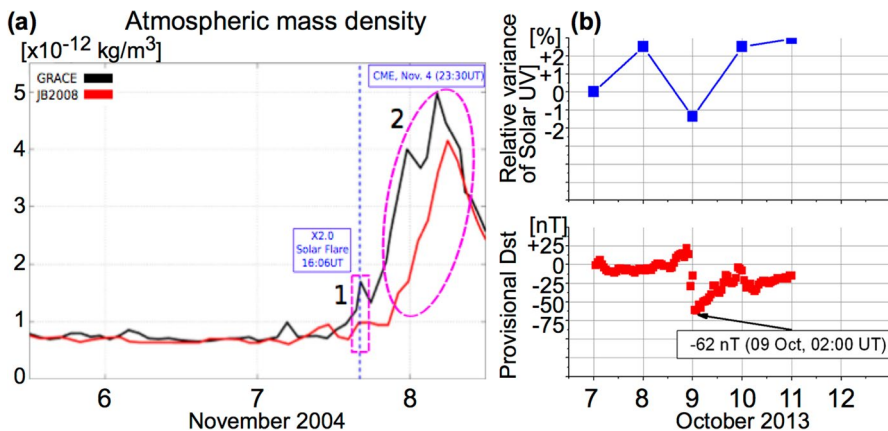 (a) Atmospheric mass density
[x10⁻¹² kg/m³]
GRACE
JB2008
CME, Nov. 4 (23:30UT)
5
4
3
2
1
0
2
X2.0
Solar Flare
16:06UT
1
6 7 8
November 2004
(b)
[%]
+2
+1
0
-1
-2
Relative variance
of Solar UV
[nT]
+25
0
-25
-50
-75
Provisional Dst
-62 nT (09 Oct, 02:00 UT)
7 8 9 10 11 12
October 2013